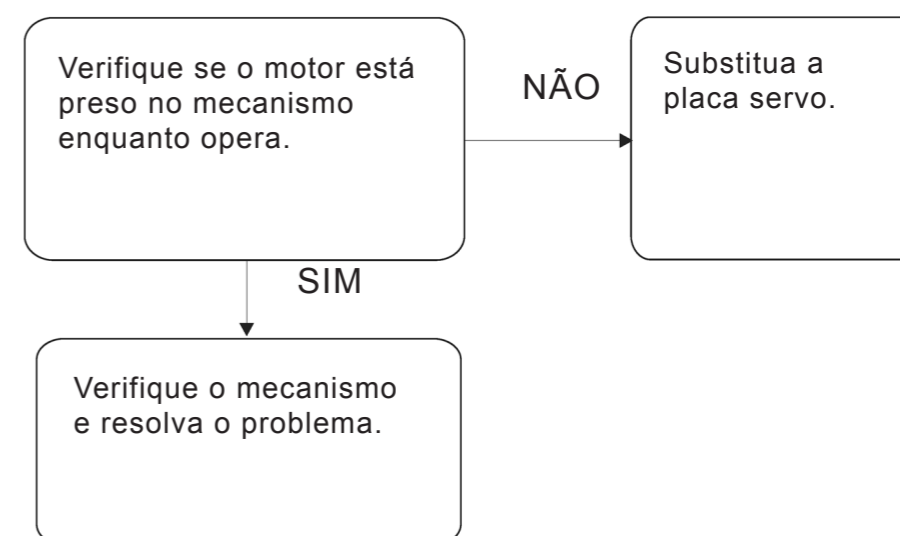 Verifique se o motor está
preso no mecanismo
enquanto opera.
NÃO
Substitua a
placa servo.
SIM
Verifique o mecanismo
e resolva o problema.